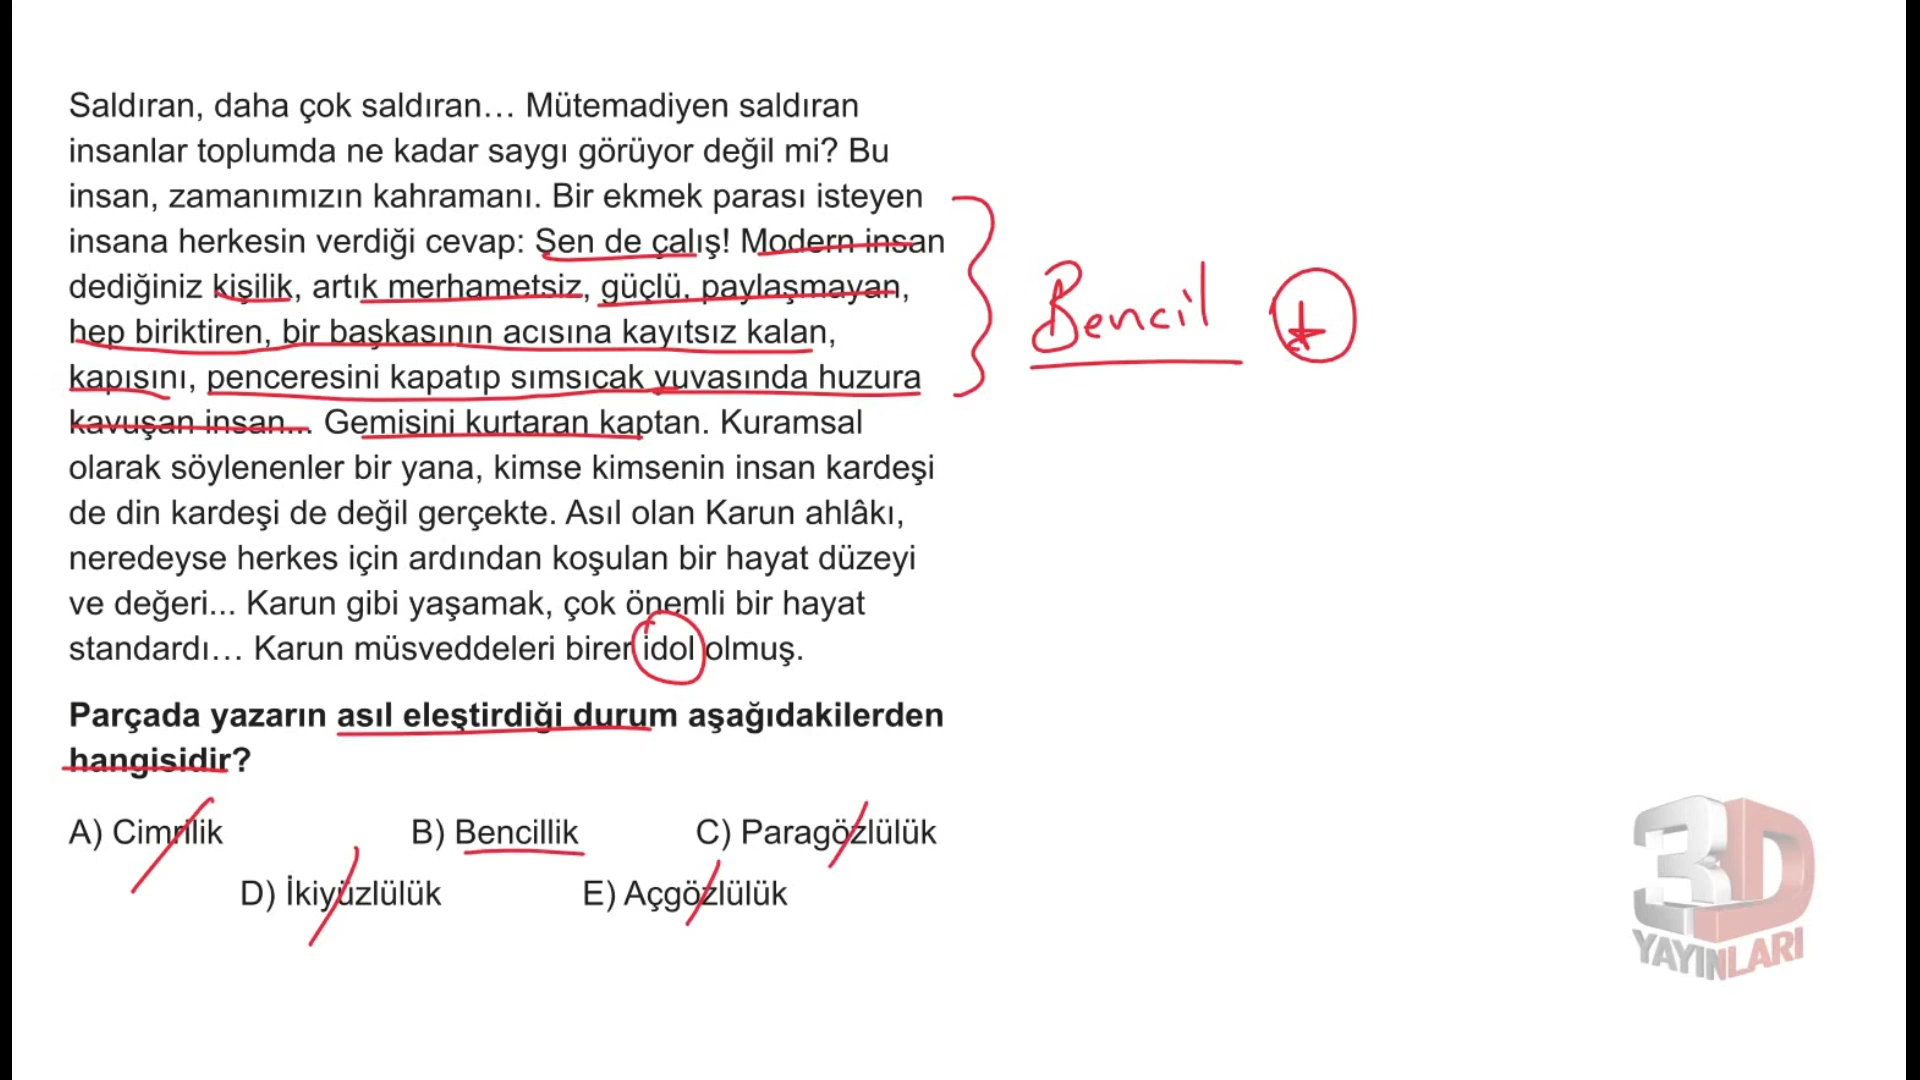 Saldıran, daha çok saldıran… Mütemadiyen saldıran
insanlar toplumda ne kadar saygı görüyor değil mi? Bu
insan, zamanımızın kahramanı. Bir ekmek parası isteyen
insana herkesin verdiği cevap: Sen de çalış! Modern insan
dediğiniz kişilik, artık merhametsiz, güçlü, paylaşmayan,
hep biriktiren, bir başkasının acısına kayıtsız kalan,
kapısını, penceresini kapatıp sımsıcak yuvasında huzura
kavuşan insan... Gemisini kurtaran kaptan. Kuramsal
olarak söylenenler bir yana, kimse kimsenin insan kardeşi
de din kardeşi de değil gerçekte. Asıl olan Karun ahlâkı,
neredeyse herkes için ardından koşulan bir hayat düzeyi
ve değeri... Karun gibi yaşamak, çok önemli bir hayat
standardı… Karun müsveddeleri birer idol olmuş.
Bencil
Parçada yazarın asıl eleştirdiği durum aşağıdakilerden
hangisidir?
A) Cimrilik B) Bencillik C) Paragözlülük
D) İkiyüzlülük E) Açgözlülük
3D
YAYINLARI